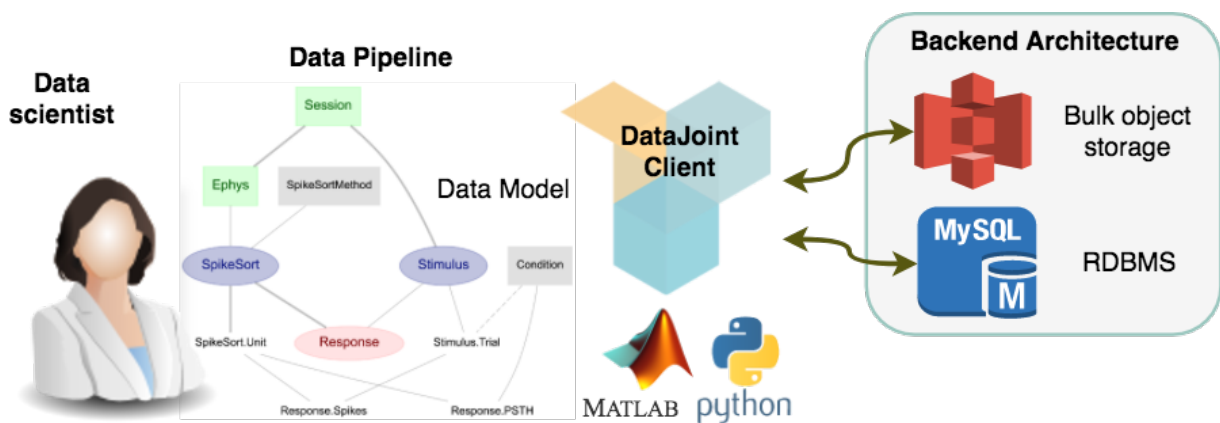 Data
scientist
Data Pipeline
Session
Ephys
SpikeSortMethod
Data Model
SpikeSort
Stimulus
Condition
SpikeSort.Unit
Response
Stimulus.Trial
Response.Spikes
Response.PSTH
DataJoint
Client
MATLAB
python
Backend Architecture
Bulk object
storage
MySQL
M
RDBMS